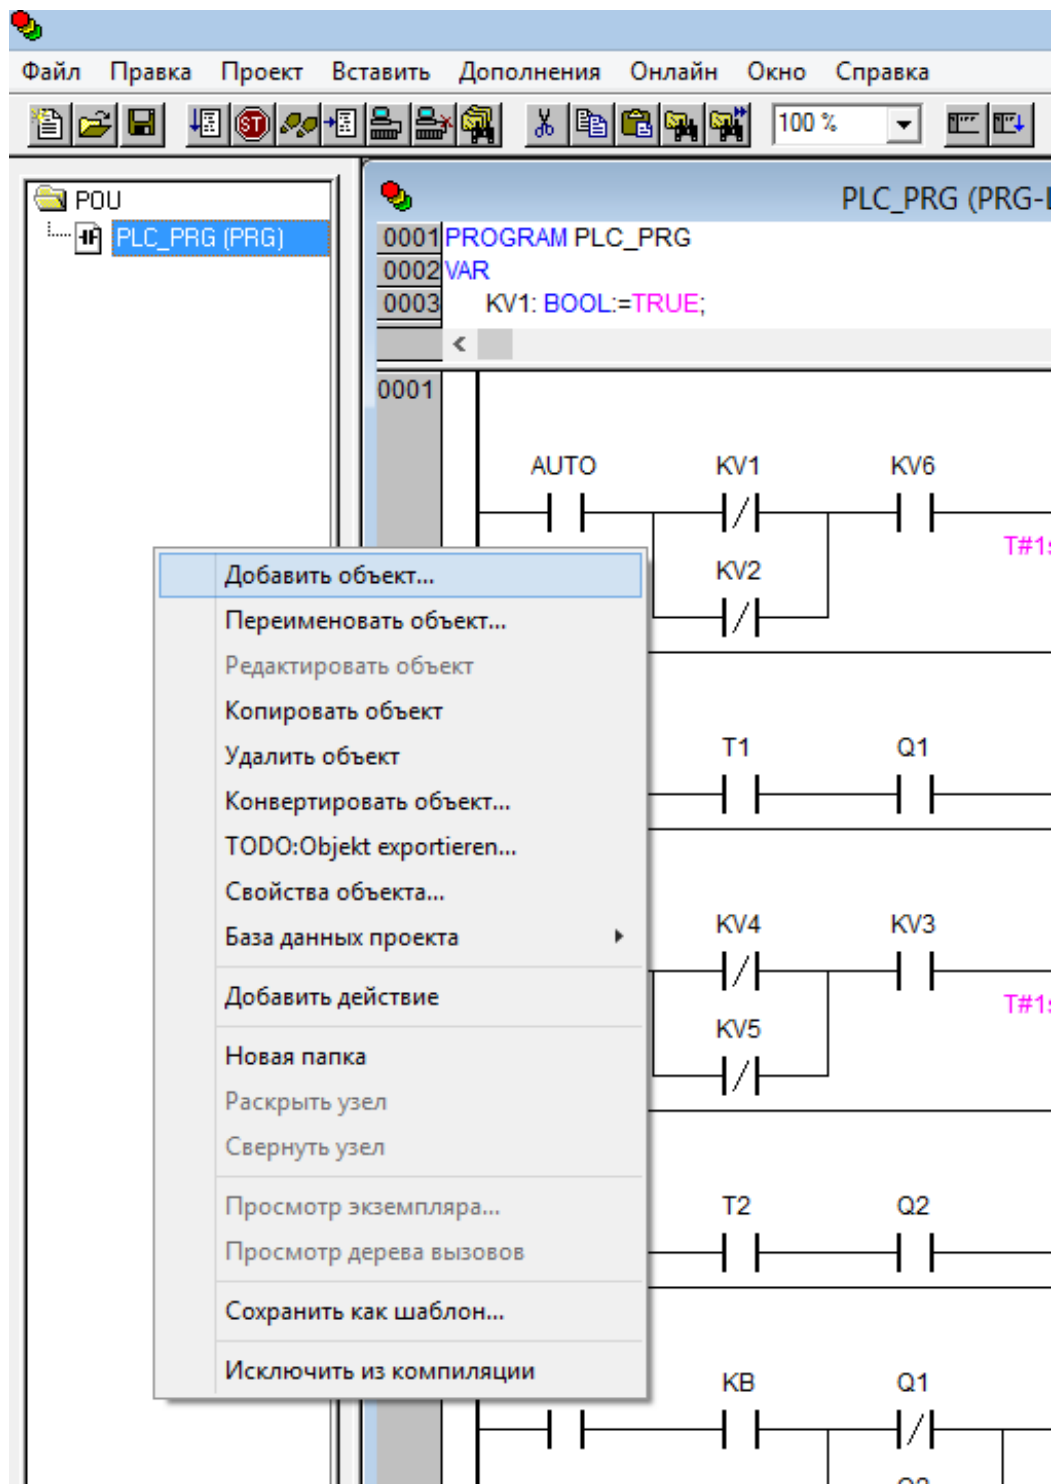 Файл Правка Проект Вставить Дополнения Онлайн Окно Справка
ST 100 %
POU
PLC_PRG (PRG)
PLC_PRG (PRG-
0001 PROGRAM PLC_PRG
0002 VAR
0003 KV1: BOOL:=TRUE;
0001
AUTO KV1 KV6
T#1s
KV2
Добавить объект...
Переименовать объект...
Редактировать объект
Копировать объект
Удалить объект
Конвертировать объект...
TODO:Objekt exportieren...
Свойства объекта...
База данных проекта
Добавить действие
Новая папка
Раскрыть узел
Свернуть узел
Просмотр экземпляра...
Просмотр дерева вызовов
Сохранить как шаблон...
Исключить из компиляции
T1 Q1
KV4 KV3
T#1s
KV5
T2 Q2
KB Q1